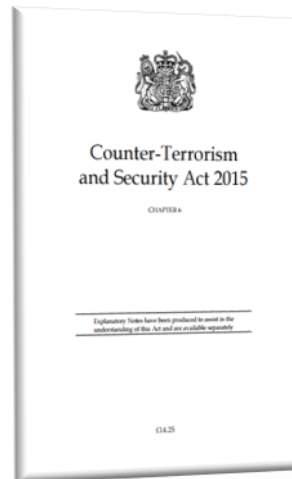 Counter-Terrorism
and Security Act 2015
CHAPTER 6
Explanatory Notes have been produced to assist in the
understanding of this Act and are available separately
£14.25